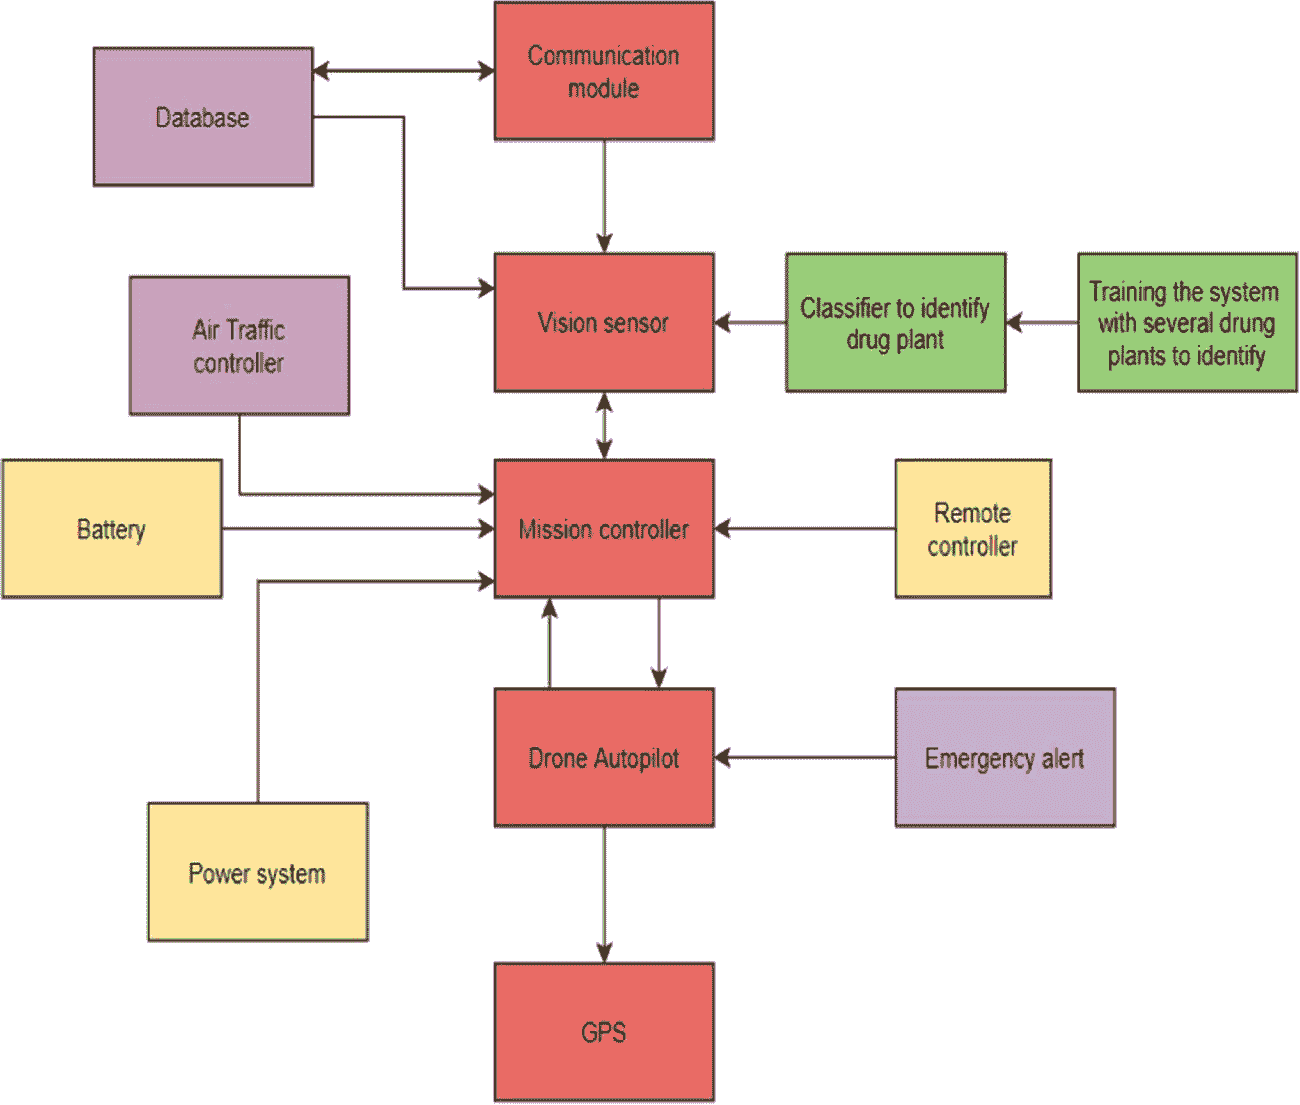 Communication
module
Database
Vision sensor
Classifier to identify
drug plant
Training the system
with several drung
plants to identify
Air Traffic
controller
Battery
Mission controller
Remote
controller
Drone Autopilot
Emergency alert
Power system
GPS